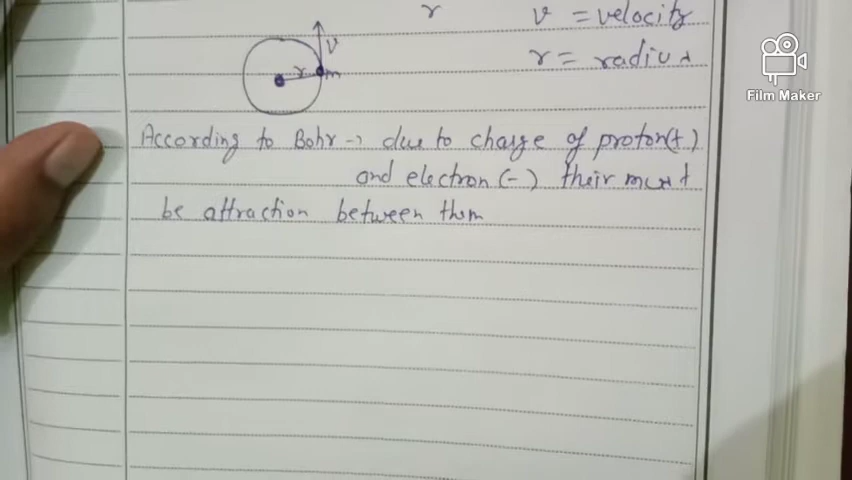 r
v = velocity
r = radius
v
r
m
According to Bohr → due to charge of proton(+)
and electron(-) their must
be attraction between them
Film Maker